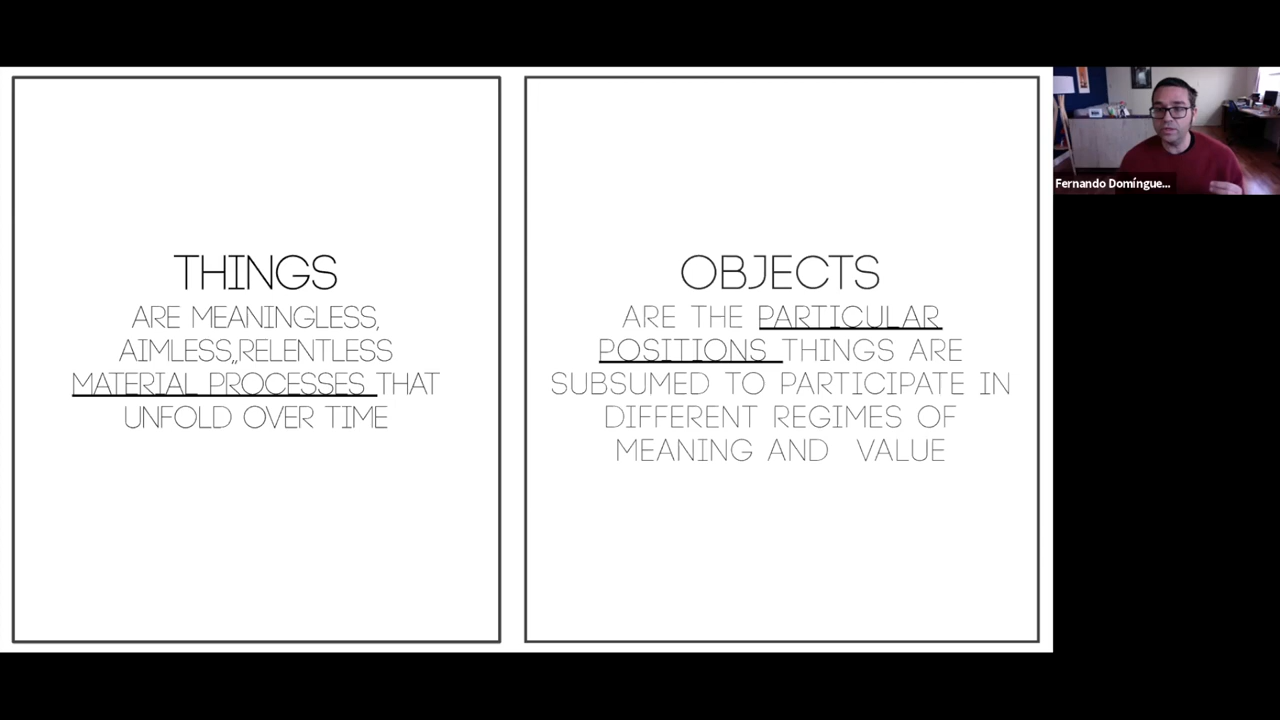 THINGS
ARE MEANINGLESS,
AIMLESS,,RELENTLESS
MATERIAL PROCESSES THAT
UNFOLD OVER TIME
OBJECTS
ARE THE PARTICULAR
POSITIONS THINGS ARE
SUBSUMED TO PARTICIPATE IN
DIFFERENT REGIMES OF
MEANING AND VALUE
Fernando Domíngue...